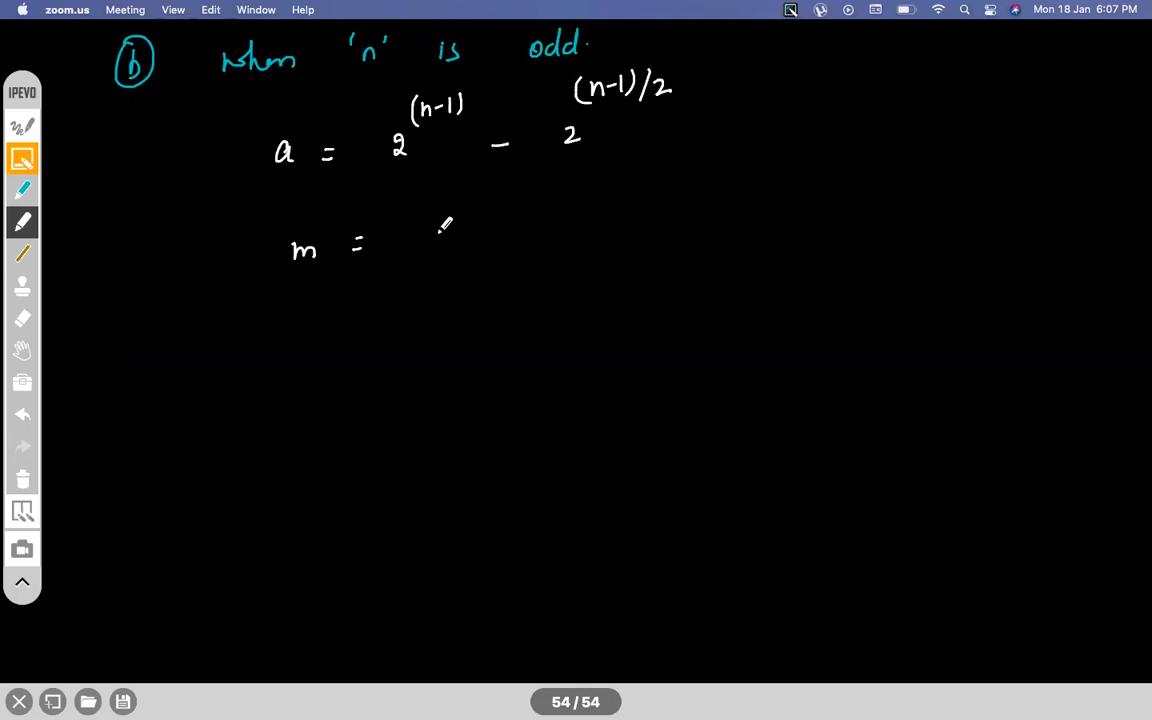 zoom.us Meeting View Edit Window Help Mon 18 Jan 6:07 PM
b when 'n' is odd.
IPEVO
a = 2^(n-1) - 2^(n-1)/2
m =
54 / 54